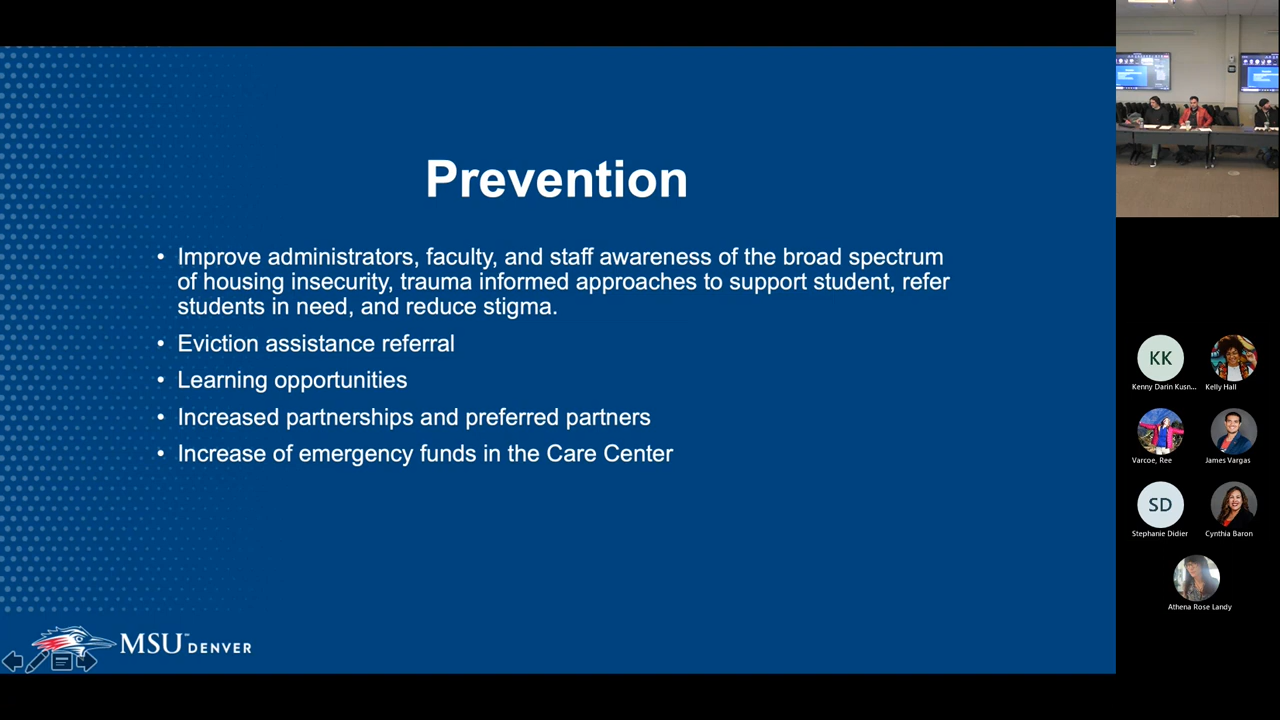 Prevention
• Improve administrators, faculty, and staff awareness of the broad spectrum
of housing insecurity, trauma informed approaches to support student, refer
students in need, and reduce stigma.
• Eviction assistance referral
• Learning opportunities
• Increased partnerships and preferred partners
• Increase of emergency funds in the Care Center
MSU DENVER
KK
Kenny Darin Kusn...
Kelly Hall
Varcoe, Ree
James Vargas
SD
Stephanie Didier
Cynthia Baron
Athena Rose Landy